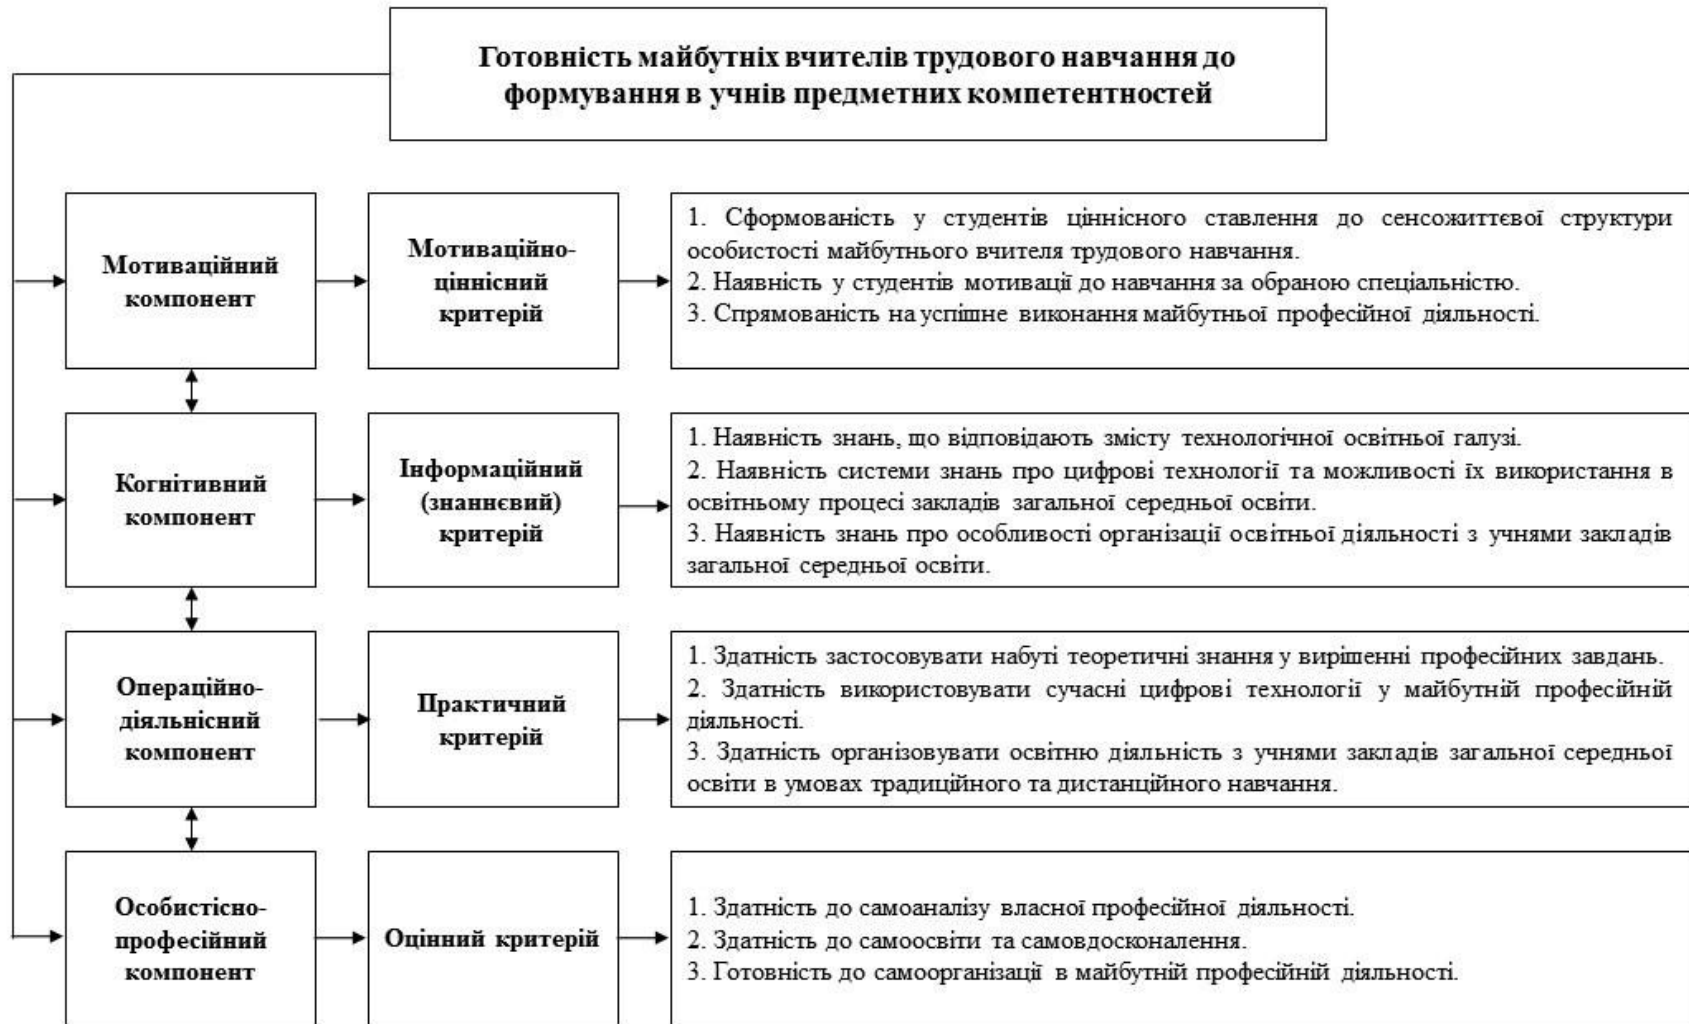 Готовність майбутніх вчителів трудового навчання до
формування в учнів предметних компетентностей
Мотиваційний
компонент
Мотиваційно-
ціннісний
критерій
1. Сформованість у студентів ціннісного ставлення до сенсожиттєвої структури
особистості майбутнього вчителя трудового навчання.
2. Наявність у студентів мотивації до навчання за обраною спеціальністю.
3. Спрямованість на успішне виконання майбутньої професійної діяльності.
Когнітивний
компонент
Інформаційний
(знаннєвий)
критерій
1. Наявність знань, що відповідають змісту технологічної освітньої галузі.
2. Наявність системи знань про цифрові технології та можливості їх використання в
освітньому процесі закладів загальної середньої освіти.
3. Наявність знань про особливості організації освітньої діяльності з учнями закладів
загальної середньої освіти.
Операційно-
діяльнісний
компонент
Практичний
критерій
1. Здатність застосовувати набуті теоретичні знання у вирішенні професійних завдань.
2. Здатність використовувати сучасні цифрові технології у майбутній професійній
діяльності.
3. Здатність організовувати освітню діяльність з учнями закладів загальної середньої
освіти в умовах традиційного та дистанційного навчання.
Особистісно-
професійний
компонент
Оцінний критерій
1. Здатність до самоаналізу власної професійної діяльності.
2. Здатність до самоосвіти та самовдосконалення.
3. Готовність до самоорганізації в майбутній професійній діяльності.